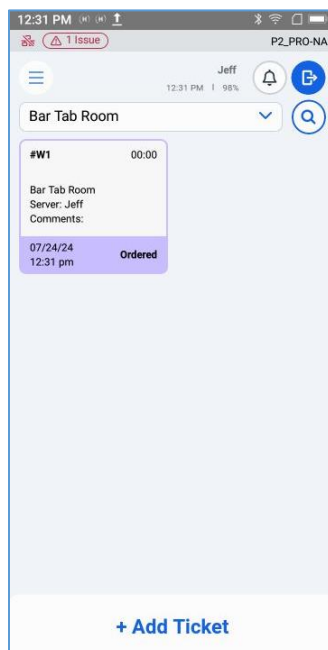 12:31 PM
1 Issue
P2_PRO-NA
Jeff
12:31 PM | 98%
Bar Tab Room
#W1 00:00
Bar Tab Room
Server: Jeff
Comments:
07/24/24
12:31 pm
Ordered
+ Add Ticket